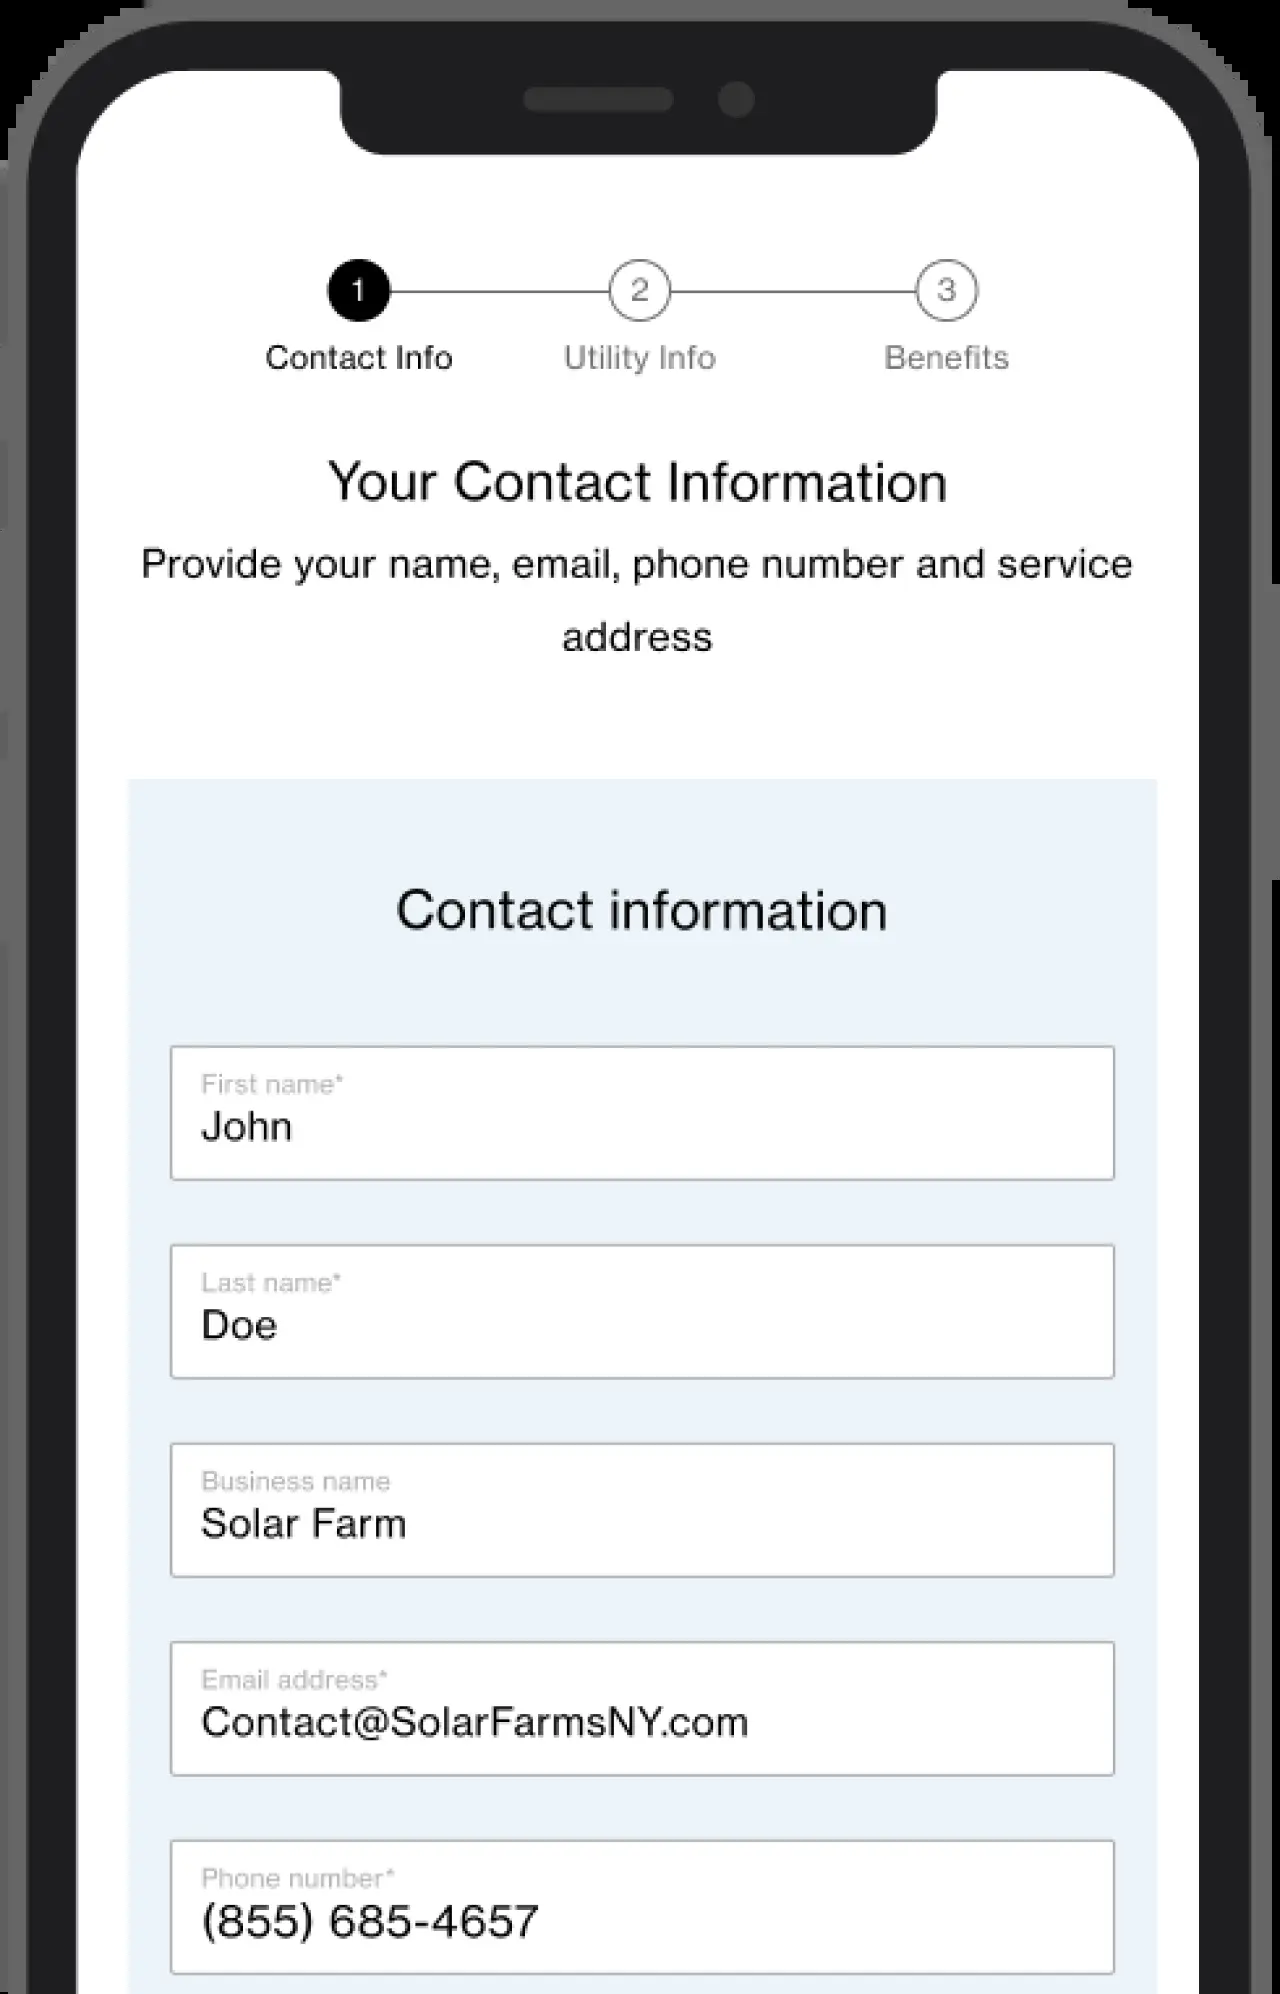 1
2
3
Contact Info
Utility Info
Benefits
Your Contact Information
Provide your name, email, phone number and service
address
Contact information
First name*
John
Last name*
Doe
Business name
Solar Farm
Email address*
Contact@SolarFarmsNY.com
Phone number*
(855) 685-4657